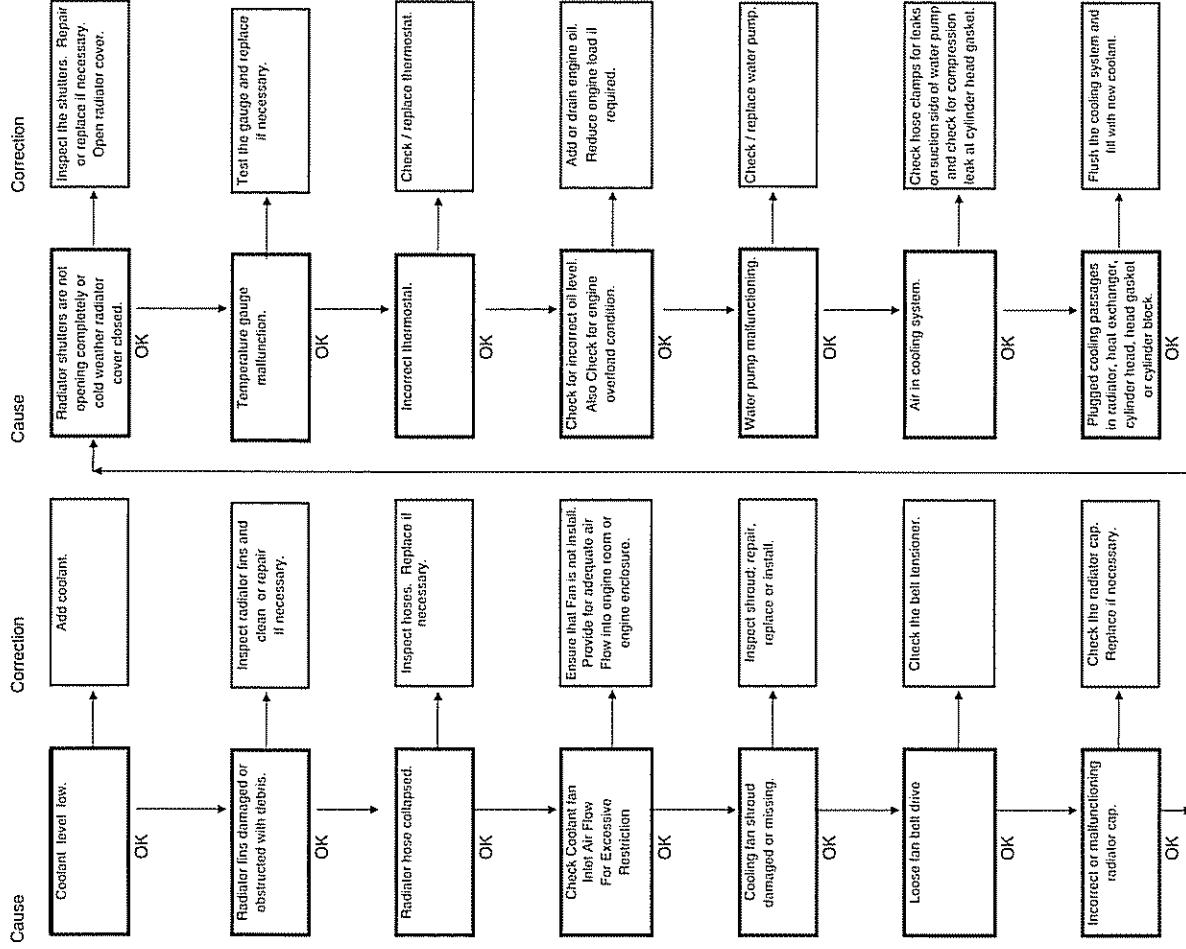 Cause
Correction
Coolant level low.
Add coolant.
OK
Radiator fins damaged or
obstructed with debris.
Inspect radiator fins and
clean or repair
if necessary.
OK
Radiator hose collapsed.
Inspect hoses. Replace if
necessary.
OK
Check Coolant fan
Inlet Air Flow
For Excessive
Restriction
Ensure that Fan is not Install.
Provide for adequate air
Flow into engine room or
engine enclosure.
OK
Cooling fan shroud
damaged or missing.
Inspect shroud; repair,
replace or install.
OK
Loose fan belt drive
Check the belt tensioner.
OK
Incorrect or malfunctioning
radiator cap.
Check the radiator cap.
Replace if necessary.
OK
Cause
Correction
Radiator shutters are not
opening completely or
cold weather radiator
cover closed.
Inspect the shutters. Repair
or replace if necessary.
Open radiator cover.
OK
Temperature gauge
malfunction.
Test the gauge and replace
if necessary.
OK
Incorrect thermostat.
Check / replace thermostat.
OK
Check for incorrect oil level.
Also Check for engine
overload condition.
Add or drain engine oil.
Reduce engine load if
required.
OK
Water pump malfunctioning.
Check / replace water pump.
OK
Air in cooling system.
Check hose clamps for leaks
on suction side of water pump
and check for compression
leak at cylinder head gasket.
OK
Plugged cooling passages
in radiator, heat exchanger,
cylinder head, head gasket
or cylinder block.
Flush the cooling system and
fill with new coolant.
OK